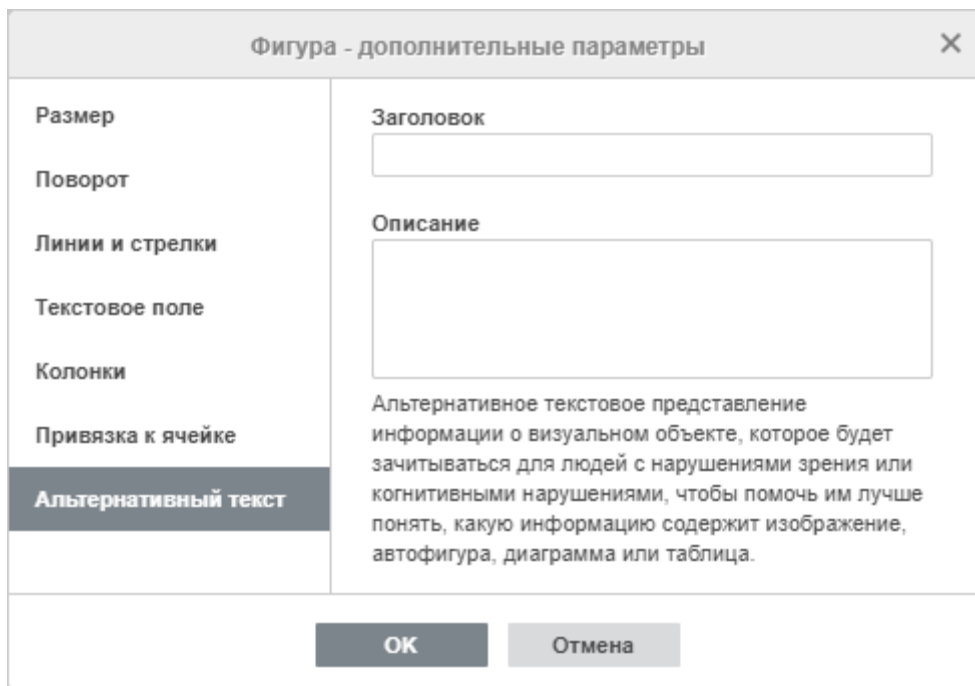 Фигура - дополнительные параметры
Размер
Поворот
Линии и стрелки
Текстовое поле
Колонки
Привязка к ячейке
Альтернативный текст
Заголовок
Описание
Альтернативное текстовое представление
информации о визуальном объекте, которое будет
зачитываться для людей с нарушениями зрения или
когнитивными нарушениями, чтобы помочь им лучше
понять, какую информацию содержит изображение,
автофигура, диаграмма или таблица.
OK
Отмена